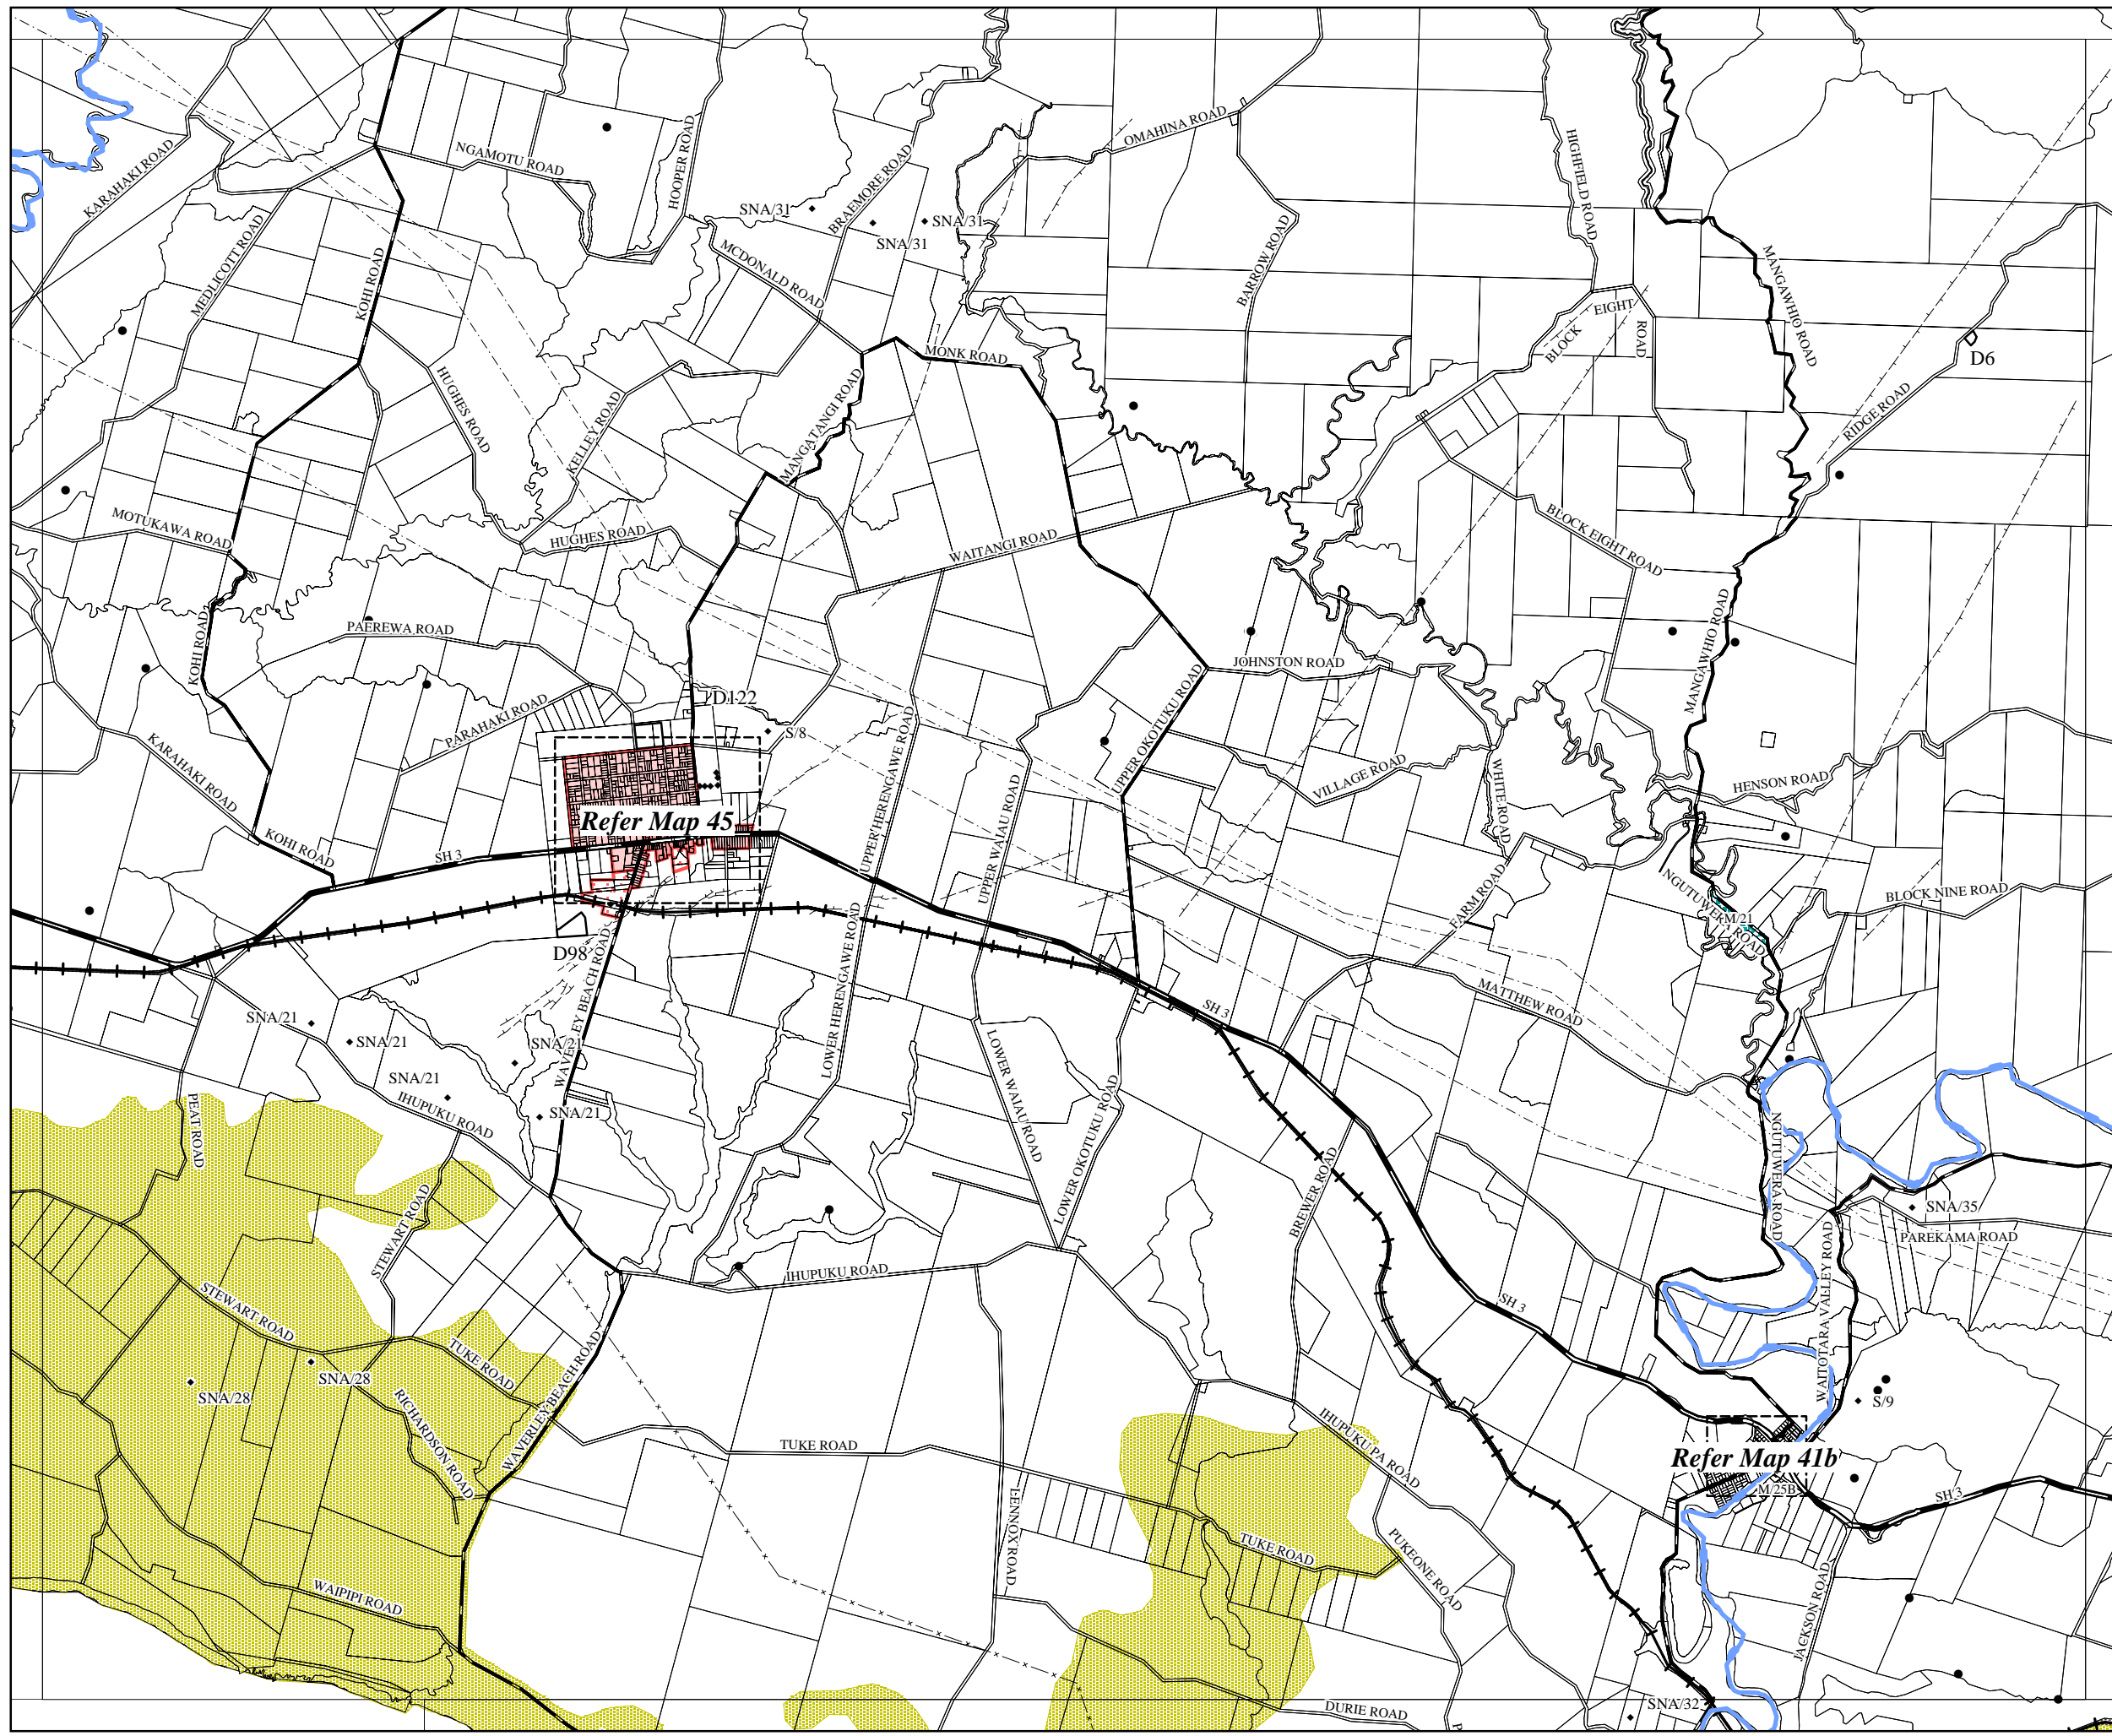 KARAHAKI ROAD
NGAMOTU ROAD
HOOPER ROAD
BRAEMORE ROAD
OMAHINA ROAD
HIGHFIELD ROAD
MEDLICOTT ROAD
KOHI ROAD
SNA/31
SNA/31
SNA/31
MCDONALD ROAD
BARROW ROAD
MANGAWHIO ROAD
BLOCK
EIGHT
ROAD
D6
RIDGE ROAD
MONK ROAD
HUGHES ROAD
KELLEY ROAD
MANGATANGI ROAD
MOTUKAWA ROAD
HUGHES ROAD
WAITANGI ROAD
BLOCK EIGHT ROAD
KOHI ROAD
PAEREWA ROAD
JOHNSTON ROAD
MANGAWHIO ROAD
PARAHAKI ROAD
D122
S/8
UPPER OKOTUKU ROAD
KARAHAKI ROAD
UPPER HERENGAWE ROAD
UPPER WAIAU ROAD
VILLAGE ROAD
WHITE ROAD
HENSON ROAD
Refer Map 45
KOHI ROAD
SH 3
FARM ROAD
NGUTUWERA ROAD
M/21
BLOCK NINE ROAD
D98
WAVERLEY BEACH ROAD
LOWER HERENGAWE ROAD
SH 3
MATTHEW ROAD
SNA/21
SNA/21
SNA/21
SNA/21
SNA/21
IHUPUKU ROAD
PEAT ROAD
LOWER WAIAU ROAD
LOWER OKOTUKU ROAD
BREWER ROAD
NGUTUWERA ROAD
SNA/35
PAREKAMA ROAD
WAIOTARA VALLEY ROAD
STEWART ROAD
IHUPUKU ROAD
STEWART ROAD
SH 3
TUKE ROAD
WAVERLEY BEACH ROAD
SNA/28
SNA/28
RICHARDSON ROAD
S/9
TUKE ROAD
IHUPUKU PA ROAD
Refer Map 41b
M/25B
SH 3
LENNOX ROAD
TUKE ROAD
PUKEONE ROAD
WAIPIPI ROAD
JACKSON ROAD
DURIE ROAD
P
SNA/32